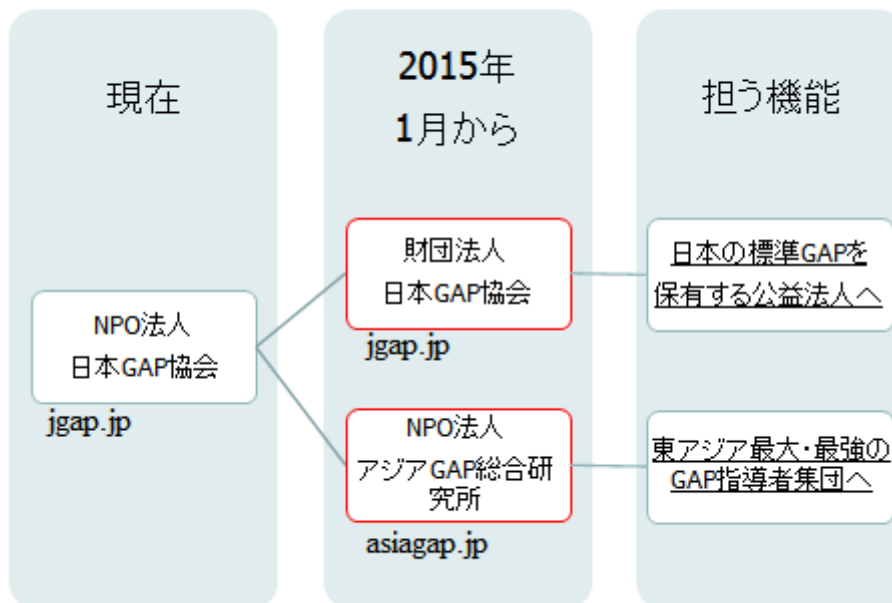 現在
2015年
1月から
担う機能
NPO法人
日本GAP協会
jgap.jp
財団法人
日本GAP協会
jgap.jp
NPO法人
アジアGAP総合研
究所
asiagap.jp
日本の標準GAPを
保有する公益法人へ
東アジア最大・最強の
GAP指導者集団へ